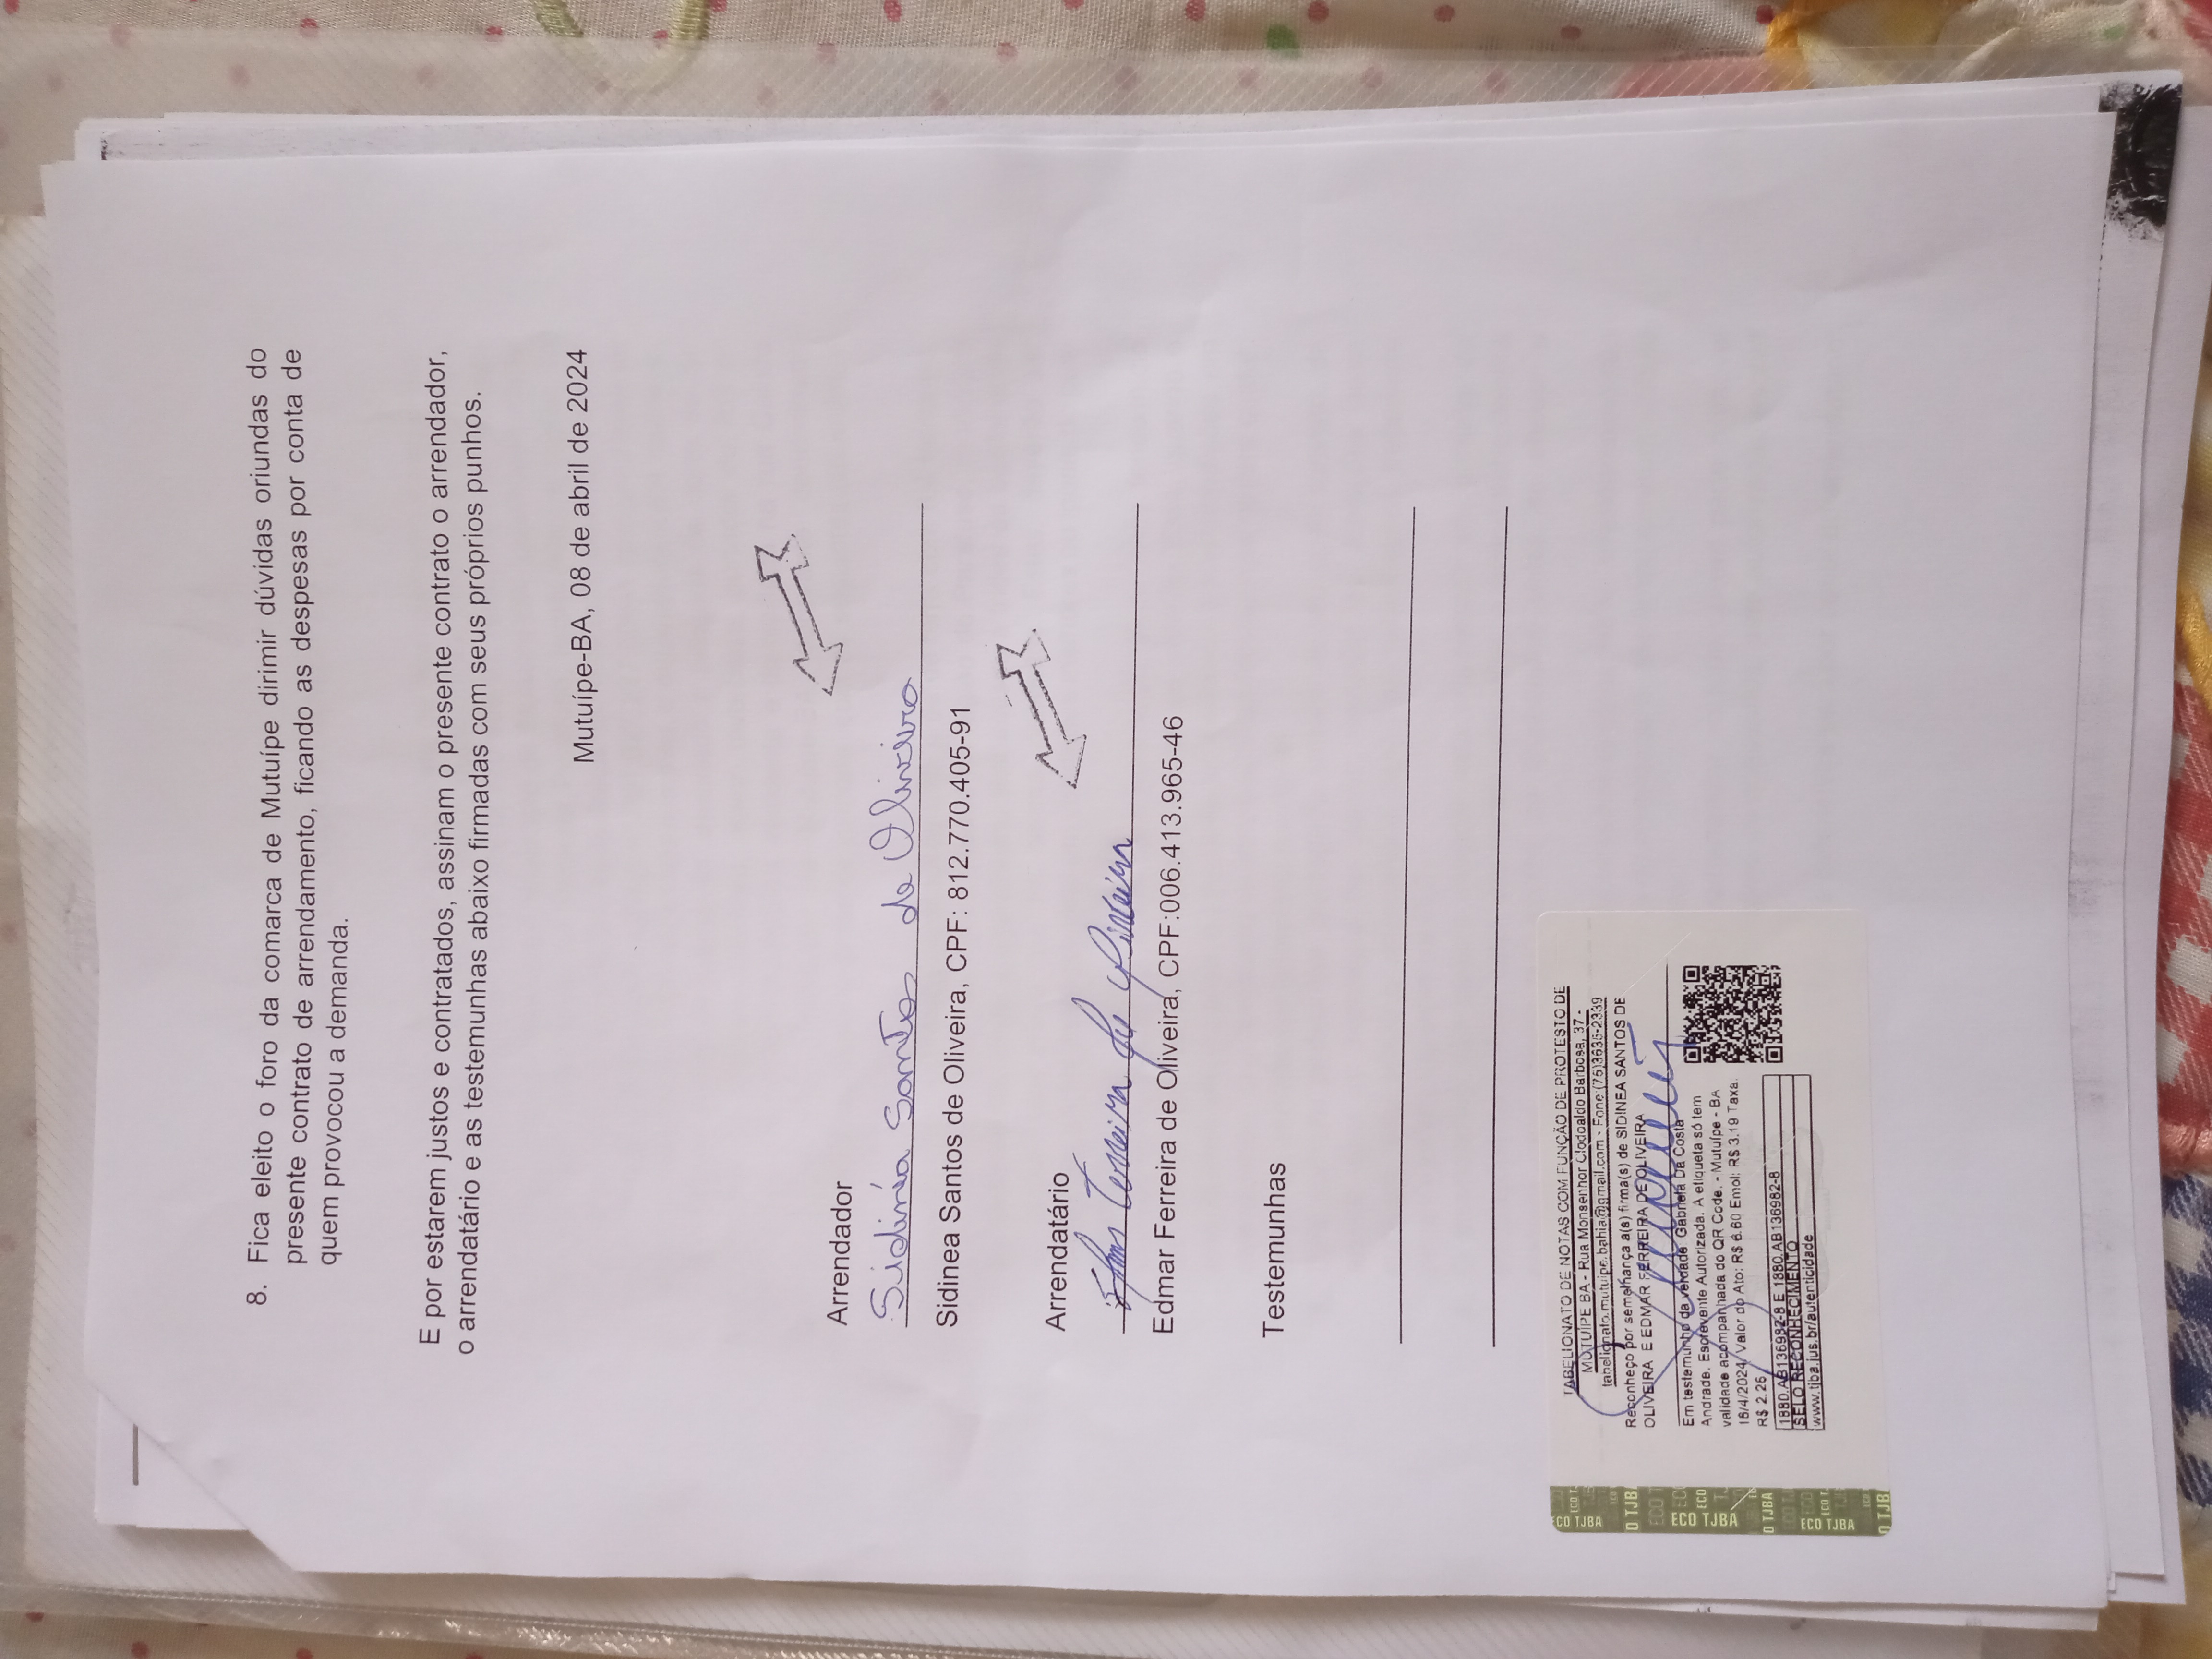 8. Fica eleito o foro da comarca de Mutuípe dirimir dúvidas oriundas do
presente contrato de arrendamento, ficando as despesas por conta de
quem provocou a demanda.
E por estarem justos e contratados, assinam o presente contrato o arrendador,
o arrendatário e as testemunhas abaixo firmadas com seus próprios punhos.
Mutuípe-BA, 08 de abril de 2024
Arrendador
Sidinéa Santos de Oliveira
Sidinea Santos de Oliveira, CPF: 812.770.405-91
Arrendatário
Ferreira de Oliveira
Edmar Ferreira de Oliveira, CPF:006.413.965-46
Testemunhas
TABELIONATO DE NOTAS COM FUNÇÃO DE PROTESTO DE
MUTUÍPE BA - Rua Monsenhor Clodoaldo Barbosa, 37 -
tabelionato.mutuipe.bahia@gmail.com - Fone:(75)3635-2339
Reconheço por semelhança a(s) firma(s) de SIDINEA SANTOS DE
OLIVEIRA E EDMAR FERREIRA DE OLIVEIRA
Em testemunho da verdade. Gabriela Da Costa
Andrade. Escrevente Autorizada. A etiqueta só tem
validade acompanhada do QR Code. - Mutuípe - BA
16/4/2024 Valor do Ato: R$ 6.60 Emol: R$ 3.19 Taxa:
R$ 2.26
1880.AB136982-8 E 1880.AB136982-8
SELO RECONHECIMENTO
www.tjba.jus.br/autenticidade
ECO TJBA
O TJBA
ECO TJBA
O TJBA
ECO TJBA
O TJBA